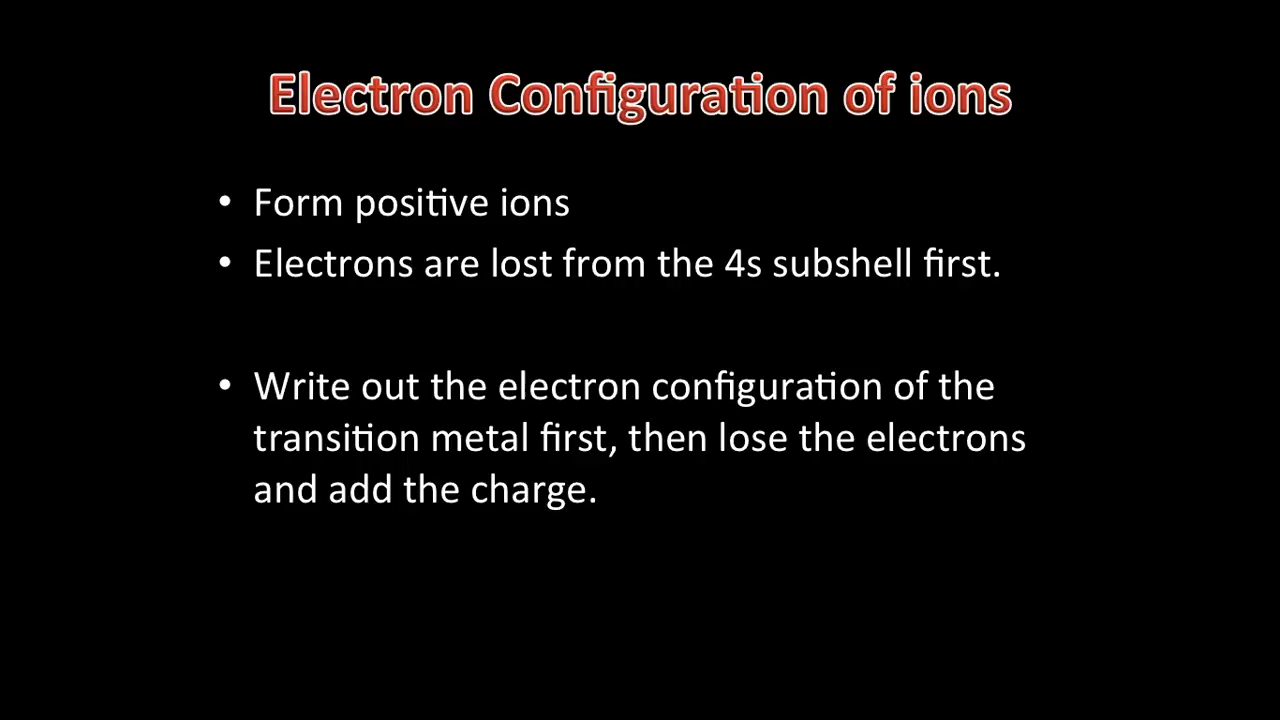 Electron Configuration of ions
• Form positive ions
• Electrons are lost from the 4s subshell first.
• Write out the electron configuration of the
transition metal first, then lose the electrons
and add the charge.